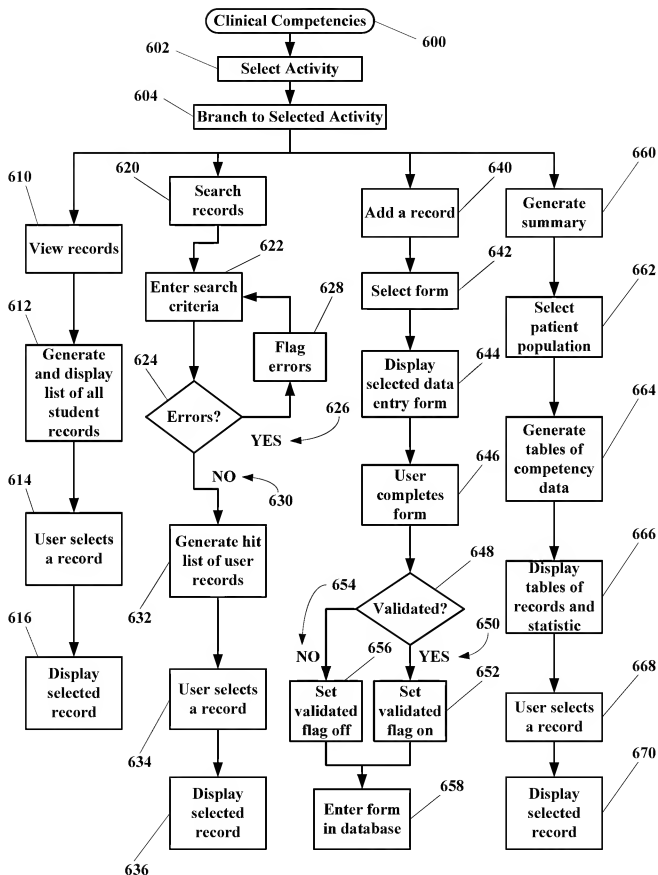 Clinical Competencies
600
602
Select Activity
604
Branch to Selected Activity
610
View records
612
Generate
and display
list of all
student
records
614
User selects
a record
616
Display
selected
record
620
Search
records
622
Enter search
criteria
628
Flag
errors
624
Errors?
YES
626
NO
630
Generate hit
list of user
records
632
User selects
a record
634
Display
selected
record
636
640
Add a record
642
Select form
Display
selected data
entry form
644
User
completes
form
646
648
Validated?
654
NO
656
YES
650
652
Set
validated
flag off
Set
validated
flag on
Enter form
in database
658
660
Generate
summary
662
Select
patient
population
664
Generate
tables of
competency
data
666
Display
tables of
records and
statistic
668
User selects
a record
670
Display
selected
record